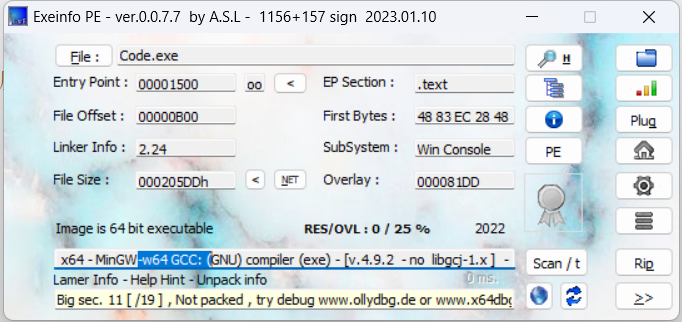 Exeinfo PE - ver.0.0.7.7 by A.S.L - 1156+157 sign 2023.01.10
File : Code.exe H
Entry Point : 00001500 oo < EP Section : .text
File Offset : 00000B00 First Bytes : 48 83 EC 28 48 Plug
Linker Info : 2.24 SubSystem : Win Console PE
File Size : 000205DDh < NET Overlay : 000081DD
Image is 64 bit executable RES/OVL : 0 / 25 % 2022
x64 - MinGW-w64 GCC: (GNU) compiler (exe) - [v.4.9.2 - no libgcj-1.x ] - Scan / t Rip
Lamer Info - Help Hint - Unpack info 0 ms.
Big sec. 11 [ /19 ] , Not packed , try debug www.ollydbg.de or www.x64dbg >>